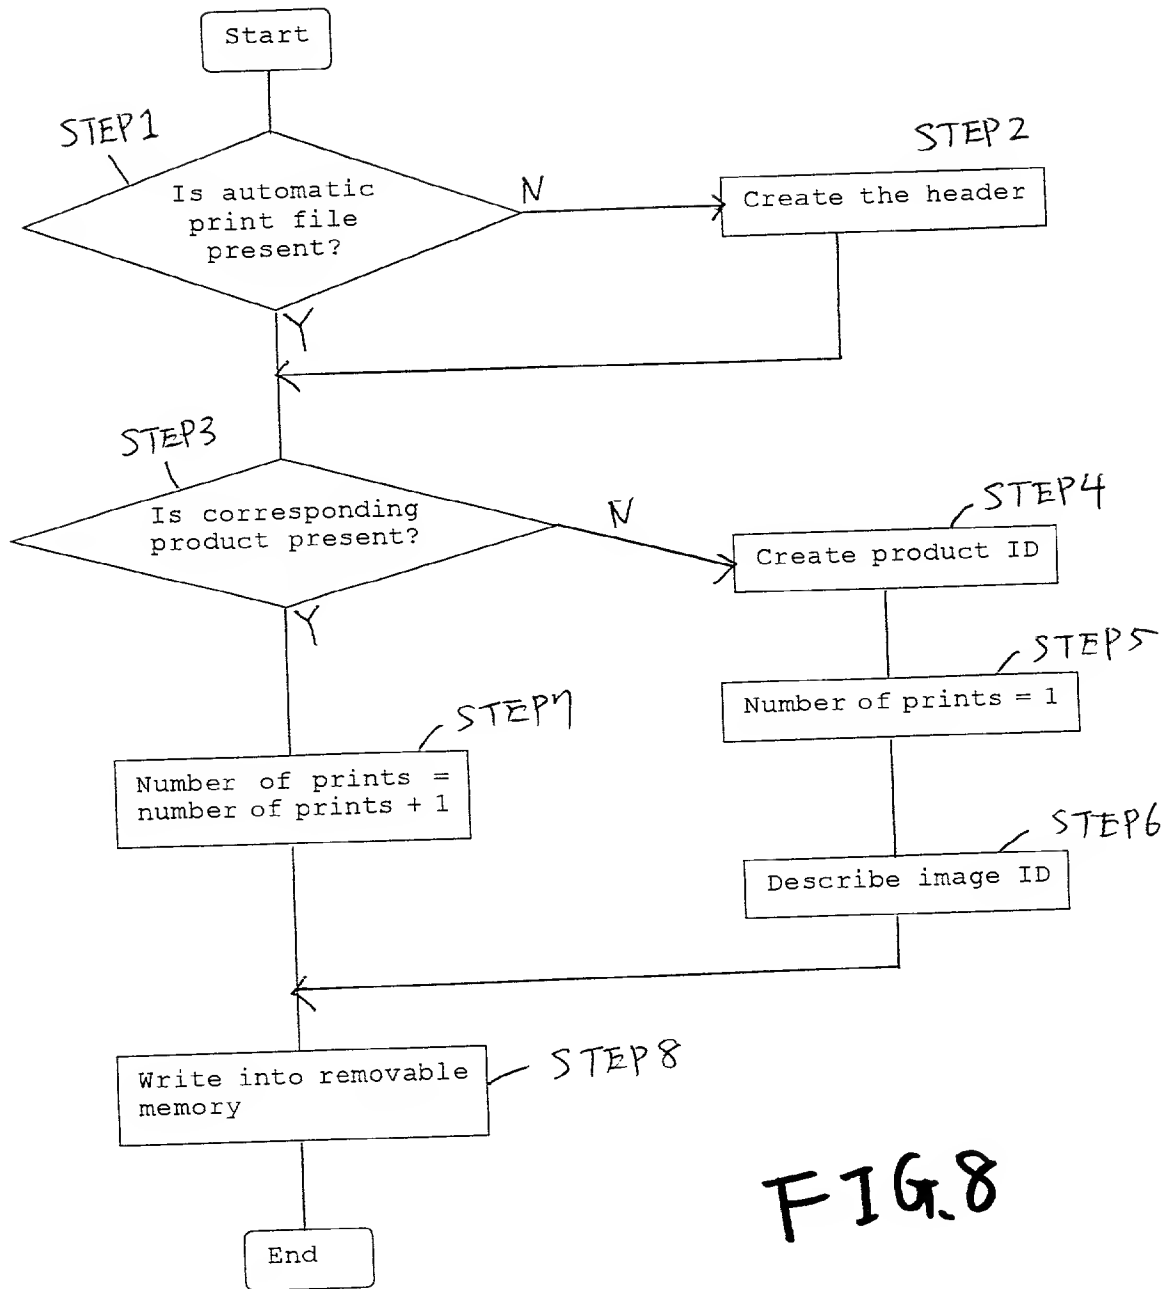 Start
STEP1
Is automatic
print file
present?
N
STEP2
Create the header
Y
STEP3
Is corresponding
product present?
N
STEP4
Create product ID
Y
STEP5
Number of prints = 1
STEP7
Number of prints =
number of prints + 1
STEP6
Describe image ID
Write into removable
memory
STEP8
End
FIG.8